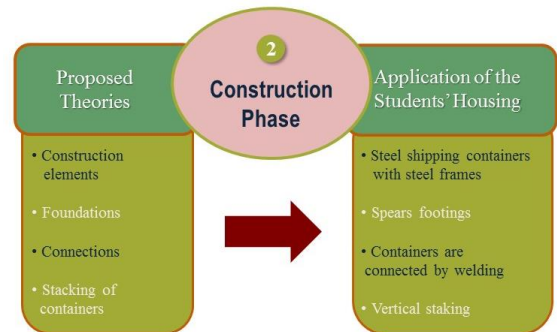 2
Construction
Phase
Proposed
Theories
• Construction
elements
• Foundations
• Connections
• Stacking of
containers
Application of the
Students' Housing
• Steel shipping containers
with steel frames
• Spears footings
• Containers are
connected by welding
• Vertical staking